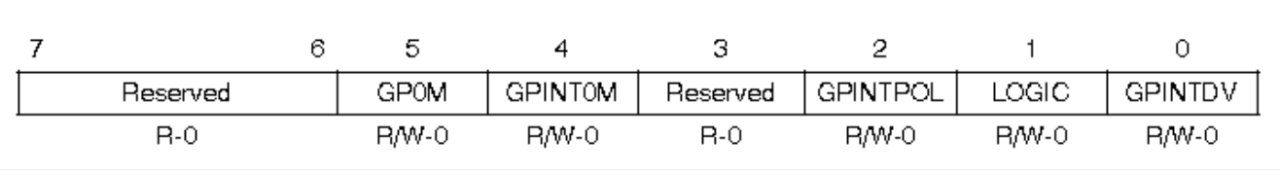 7 6 5 4 3 2 1 0
Reserved GP0M GPINT0M Reserved GPINTPOL LOGIC GPINTDV
R-0 R/W-0 R/W-0 R-0 R/W-0 R/W-0 R/W-0